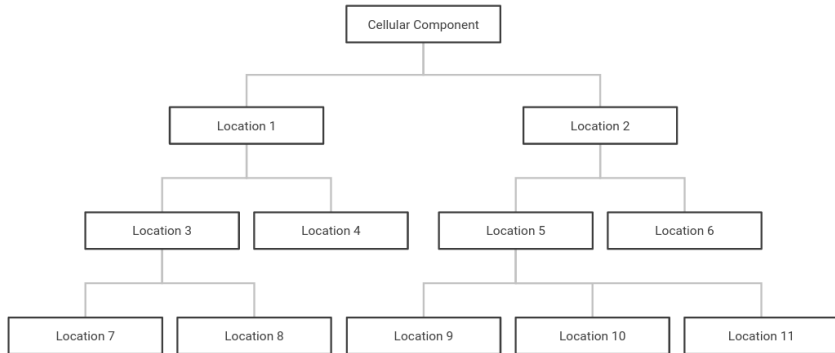 Cellular Component
Location 1
Location 2
Location 3
Location 4
Location 5
Location 6
Location 7
Location 8
Location 9
Location 10
Location 11